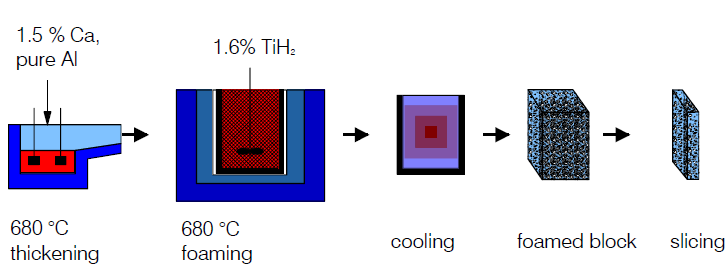 1.5 % Ca,
pure Al
1.6% TiH₂
680 °C
thickening
680 °C
foaming
cooling
foamed block
slicing